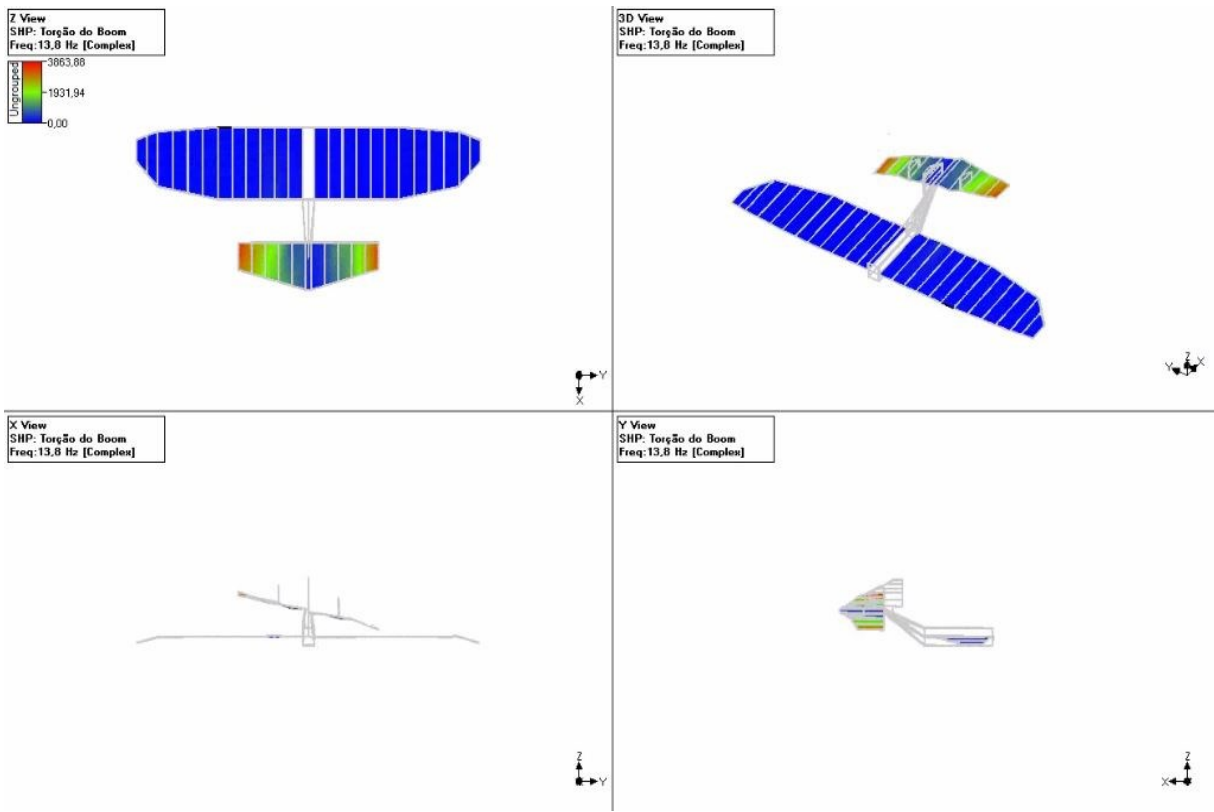 Z View
SHP: Torção do Boom
Freq:13,8 Hz [Complex]
Ungrouped
3863,88
1931,94
0,00
Y
X
3D View
SHP: Torção do Boom
Freq:13,8 Hz [Complex]
Z
X
Y
X View
SHP: Torção do Boom
Freq:13,8 Hz [Complex]
Z
Y
Y View
SHP: Torção do Boom
Freq:13,8 Hz [Complex]
Z
X